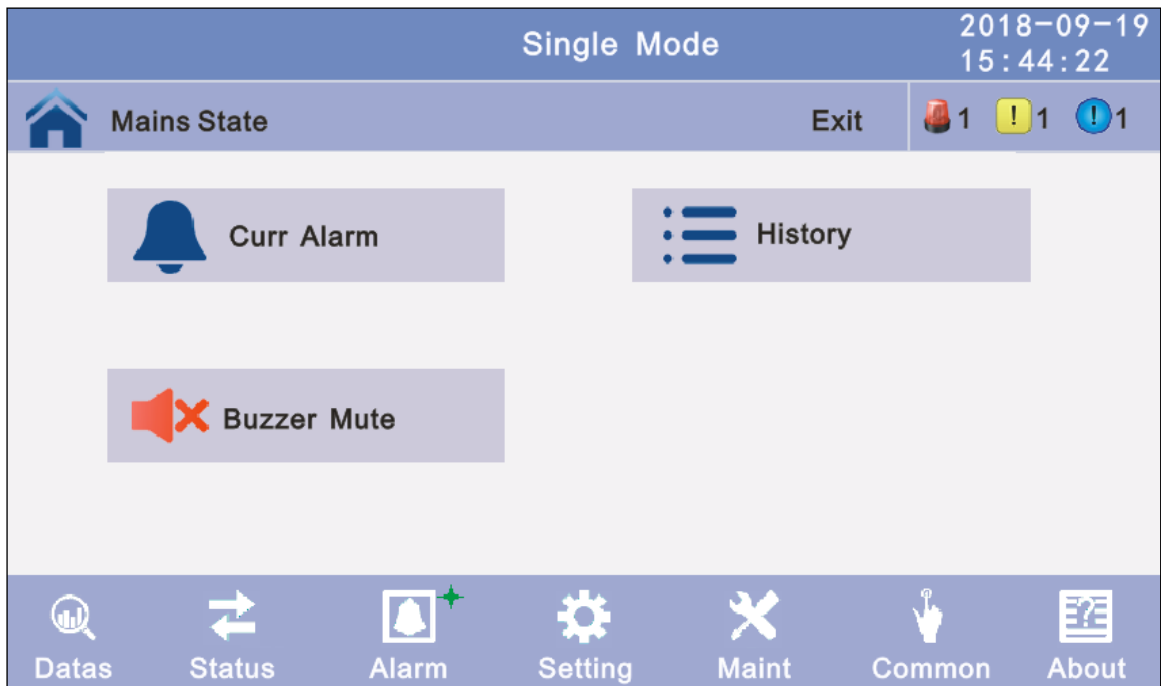 Single Mode
2018-09-19
15:44:22
Mains State Exit 1 ! 1 ! 1
Curr Alarm
History
Buzzer Mute
?
Datas Status Alarm Setting Maint Common About